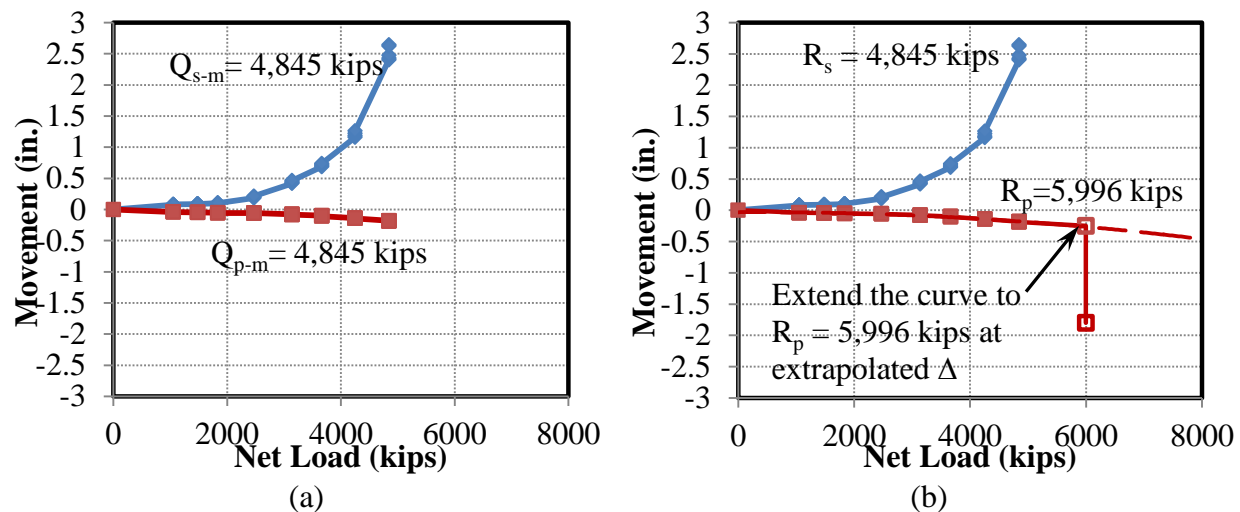 3
2.5
2
1.5
1
0.5
0
-0.5
-1
-1.5
-2
-2.5
-3
Movement (in.)
Qs-m= 4,845 kips
Qp-m= 4,845 kips
0 2000 4000 6000 8000
Net Load (kips)
(a)
3
2.5
2
1.5
1
0.5
0
-0.5
-1
-1.5
-2
-2.5
-3
Movement (in.)
Rs = 4,845 kips
Rp=5,996 kips
Extend the curve to
Rp = 5,996 kips at
extrapolated Δ
0 2000 4000 6000 8000
Net Load (kips)
(b)